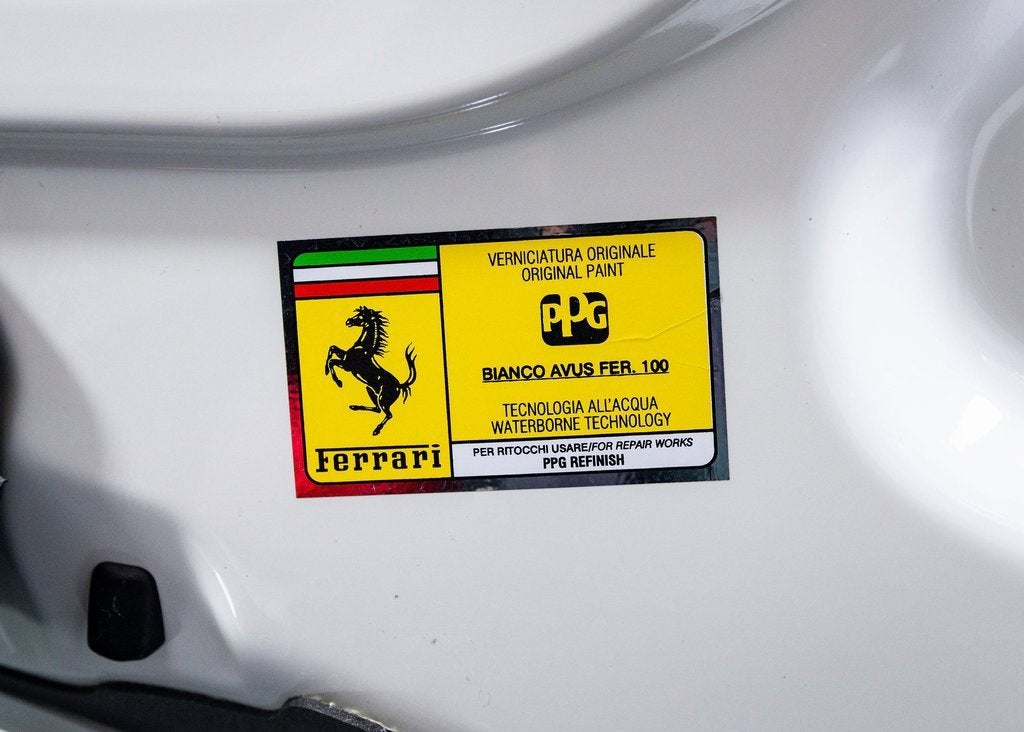 VERNICIATURA ORIGINALE
ORIGINAL PAINT
PPG
BIANCO AVUS FER. 100
TECNOLOGIA ALL'ACQUA
WATERBORNE TECHNOLOGY
PER RITOCCHI USARE/FOR REPAIR WORKS
PPG REFINISH
Ferrari